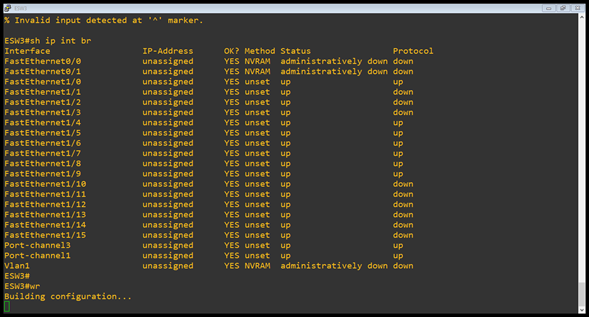 ESW3
% Invalid input detected at '^' marker.
ESW3#sh ip int br
Interface IP-Address OK? Method Status Protocol
FastEthernet0/0 unassigned YES NVRAM administratively down down
FastEthernet0/1 unassigned YES NVRAM administratively down down
FastEthernet1/0 unassigned YES unset up up
FastEthernet1/1 unassigned YES unset up down
FastEthernet1/2 unassigned YES unset up down
FastEthernet1/3 unassigned YES unset up down
FastEthernet1/4 unassigned YES unset up up
FastEthernet1/5 unassigned YES unset up up
FastEthernet1/6 unassigned YES unset up up
FastEthernet1/7 unassigned YES unset up up
FastEthernet1/8 unassigned YES unset up up
FastEthernet1/9 unassigned YES unset up up
FastEthernet1/10 unassigned YES unset up down
FastEthernet1/11 unassigned YES unset up down
FastEthernet1/12 unassigned YES unset up down
FastEthernet1/13 unassigned YES unset up down
FastEthernet1/14 unassigned YES unset up down
FastEthernet1/15 unassigned YES unset up down
Port-channel3 unassigned YES unset up up
Port-channel1 unassigned YES unset up up
Vlan1 unassigned YES NVRAM administratively down down
ESW3#
ESW3#wr
Building configuration...